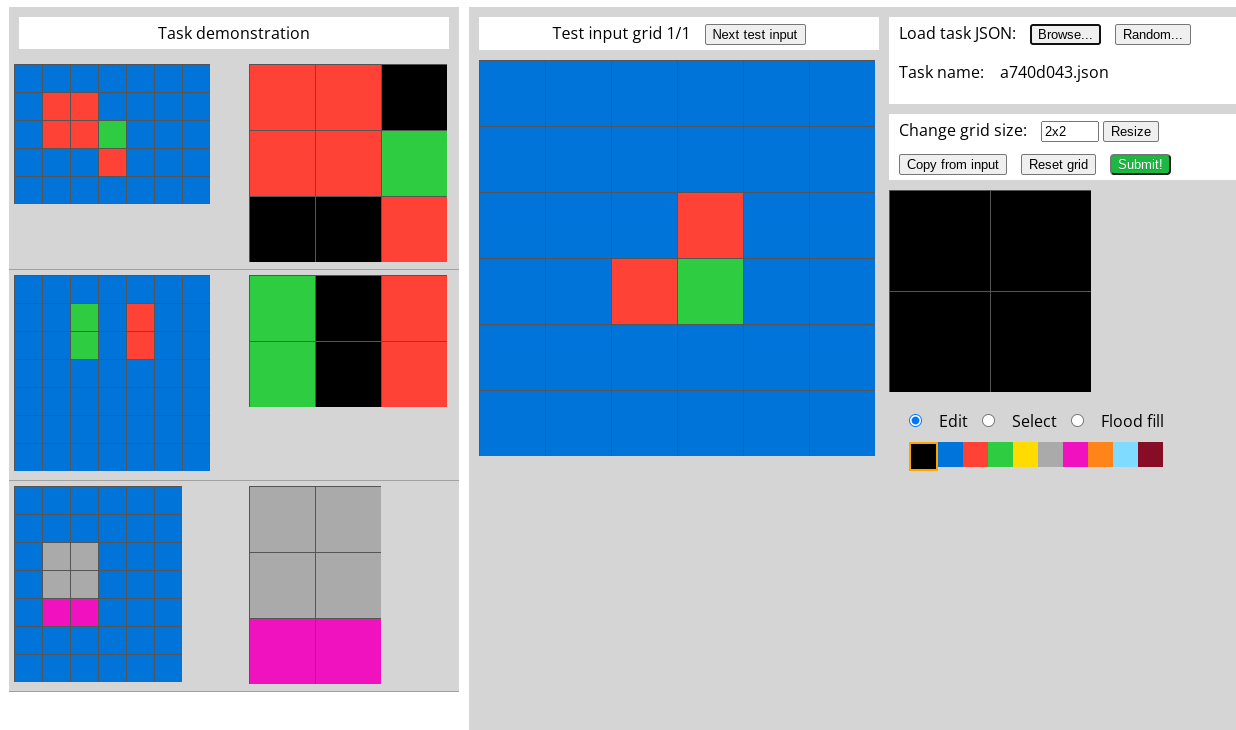 Task demonstration
Test input grid 1/1 Next test input
Load task JSON: Browse... Random...
Task name: a740d043.json
Change grid size: 2x2 Resize
Copy from input Reset grid Submit!
Edit Select Flood fill